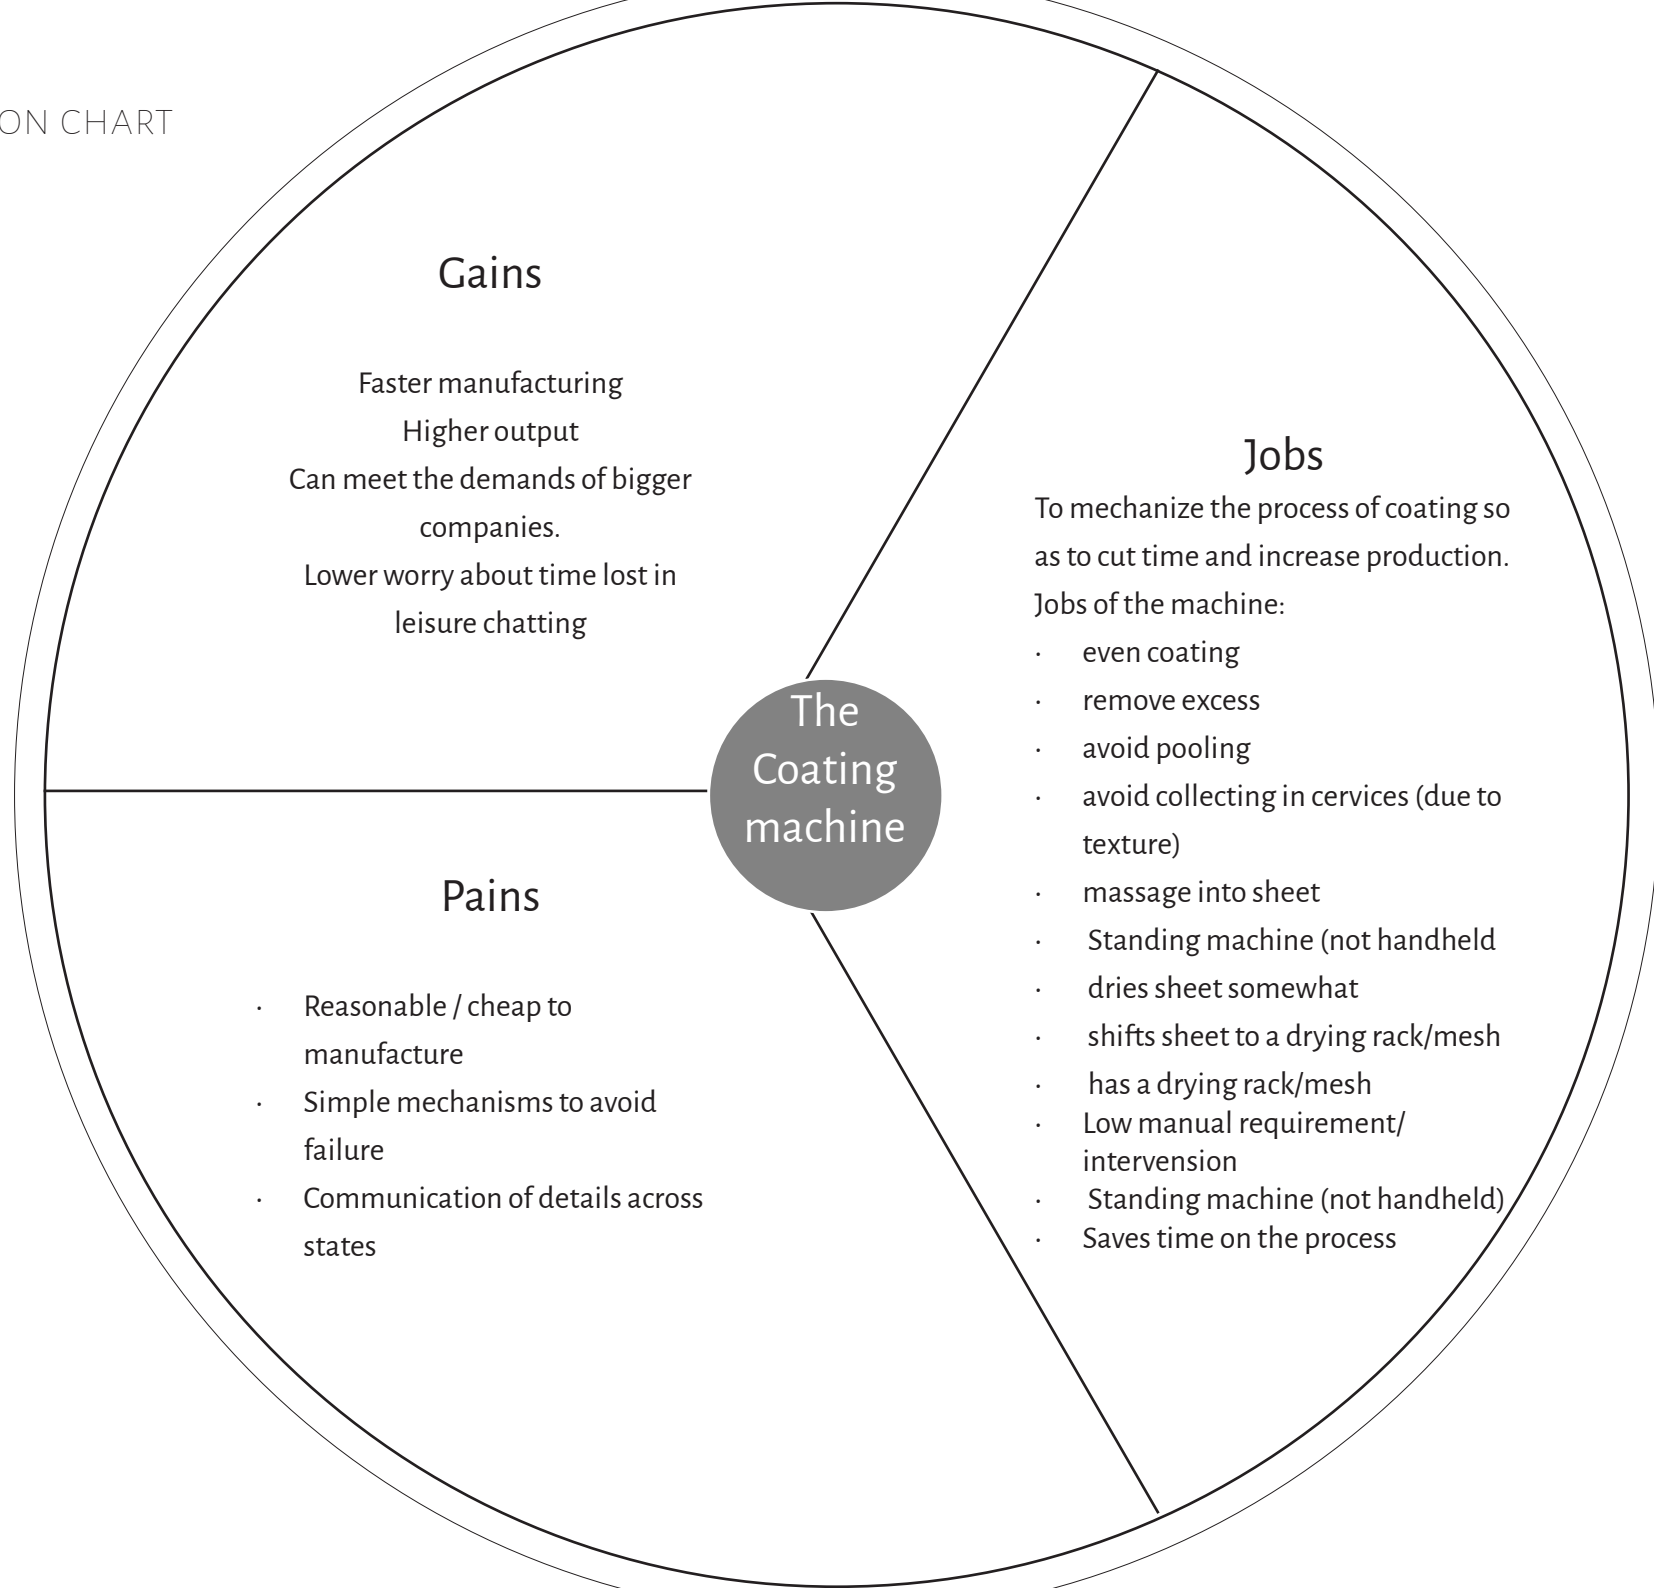 ON CHART
Gains
Faster manufacturing
Higher output
Can meet the demands of bigger
companies.
Lower worry about time lost in
leisure chatting
Jobs
To mechanize the process of coating so
as to cut time and increase production.
Jobs of the machine:
· even coating
· remove excess
· avoid pooling
· avoid collecting in cervices (due to
texture)
· massage into sheet
· Standing machine (not handheld
· dries sheet somewhat
· shifts sheet to a drying rack/mesh
· has a drying rack/mesh
· Low manual requirement/
intervension
· Standing machine (not handheld)
· Saves time on the process
The
Coating
machine
Pains
· Reasonable / cheap to
manufacture
· Simple mechanisms to avoid
failure
· Communication of details across
states